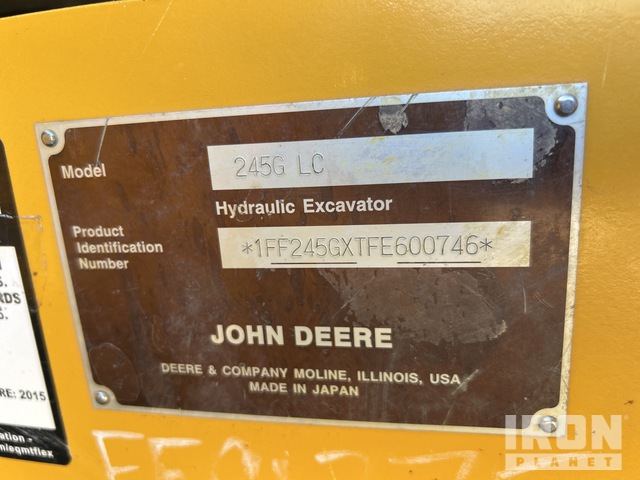 Model
245G LC
Hydraulic Excavator
Product
Identification
Number
*1FF245GXTFE600746*
JOHN DEERE
DEERE & COMPANY MOLINE, ILLINOIS, USA
MADE IN JAPAN
RE: 2015
IRON
PLANET